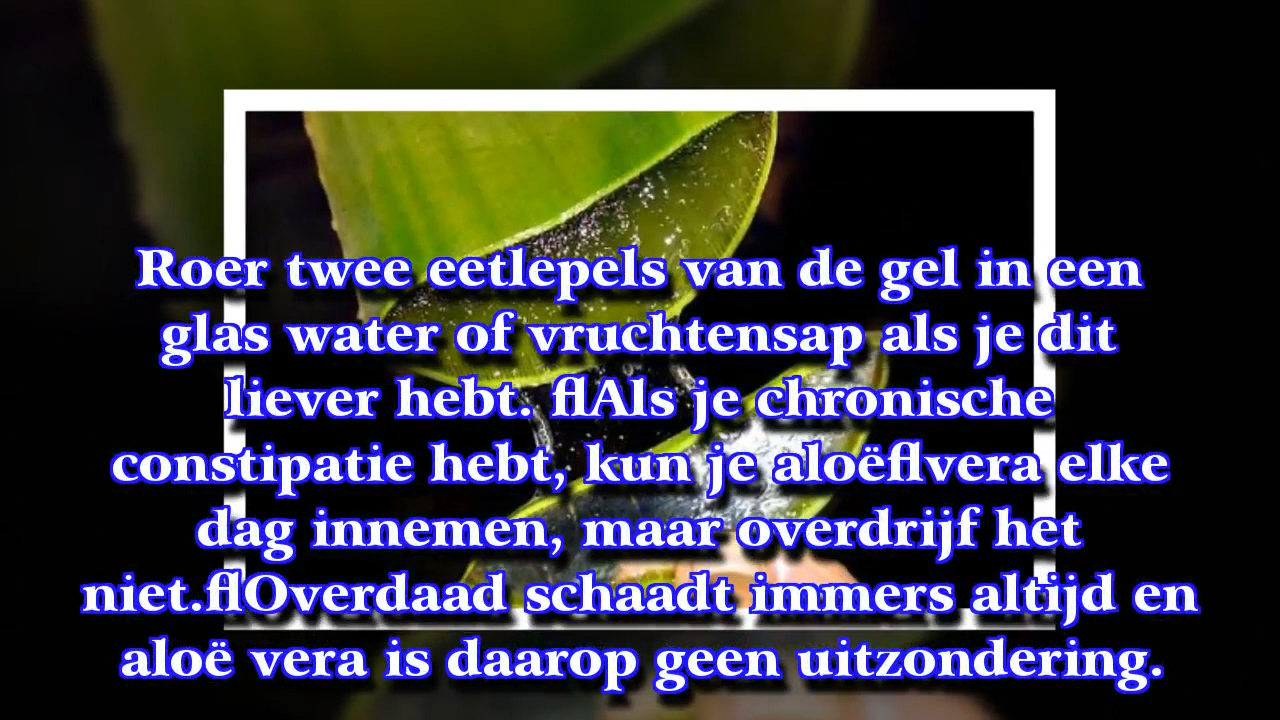 Roer twee eetlepels van de gel in een
glas water of vruchtensap als je dit
liever hebt. flAls je chronische
constipatie hebt, kun je aloëflvera elke
dag innemen, maar overdrijf het
niet.flOverdaad schaadt immers altijd en
aloë vera is daarop geen uitzondering.